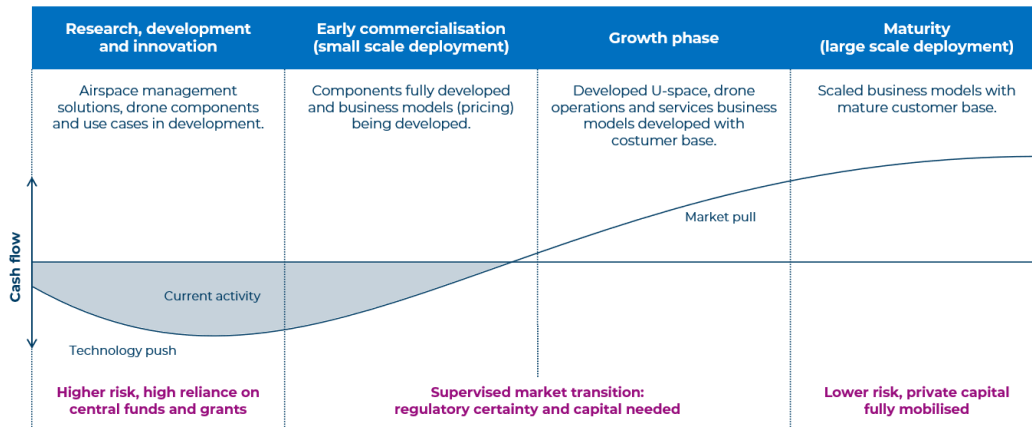 Research, development
and innovation
Early commercialisation
(small scale deployment)
Growth phase
Maturity
(large scale deployment)
Airspace management
solutions, drone components
and use cases in development.
Components fully developed
and business models (pricing)
being developed.
Developed U-space, drone
operations and services business
models developed with
costumer base.
Scaled business models with
mature customer base.
Cash flow
Market pull
Current activity
Technology push
Higher risk, high reliance on
central funds and grants
Supervised market transition:
regulatory certainty and capital needed
Lower risk, private capital
fully mobilised